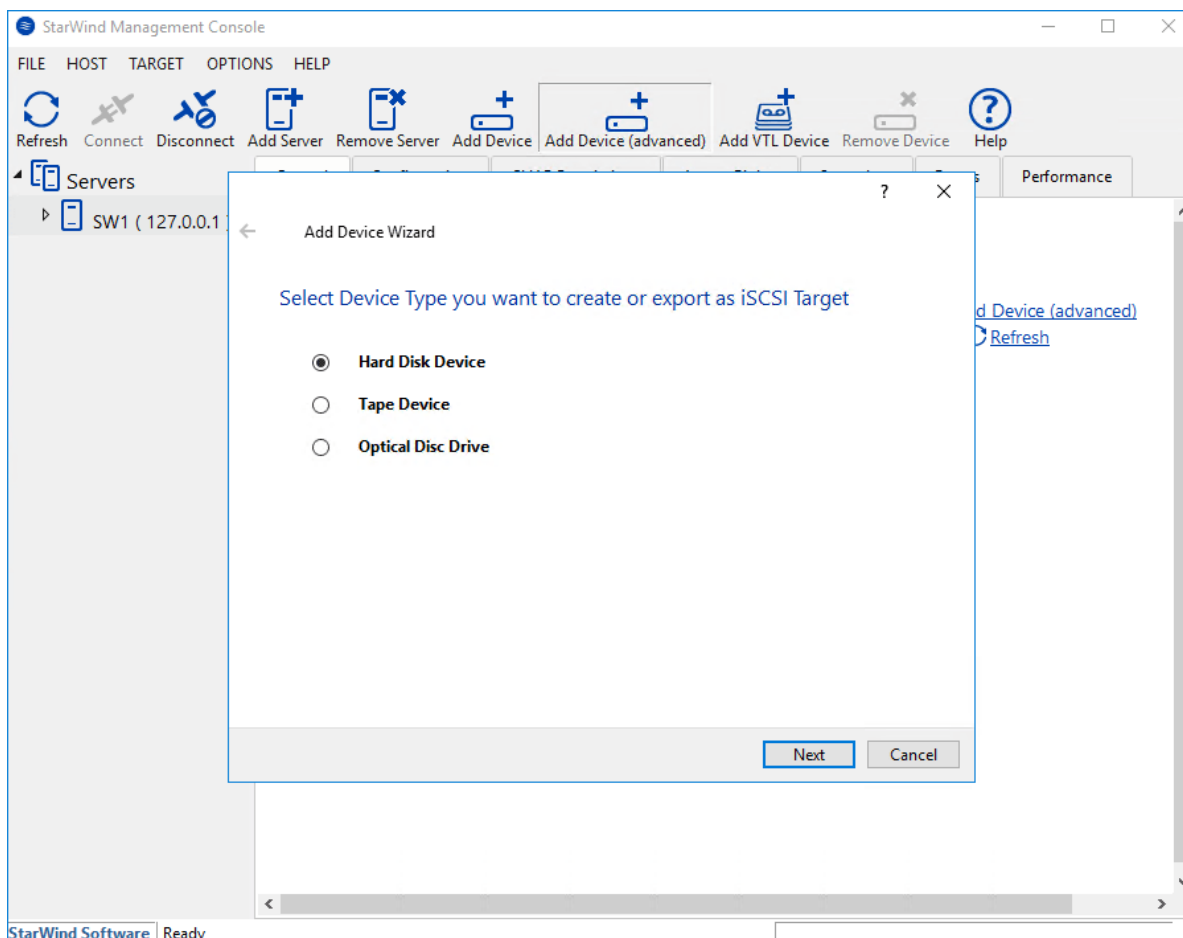 StarWind Management Console
FILE HOST TARGET OPTIONS HELP
Refresh Connect Disconnect Add Server Remove Server Add Device Add Device (advanced) Add VTL Device Remove Device Help
Servers
Performance
SW1 ( 127.0.0.1
?
Add Device Wizard
Select Device Type you want to create or export as iSCSI Target
d Device (advanced)
Refresh
Hard Disk Device
Tape Device
Optical Disc Drive
Next Cancel
StarWind Software Ready